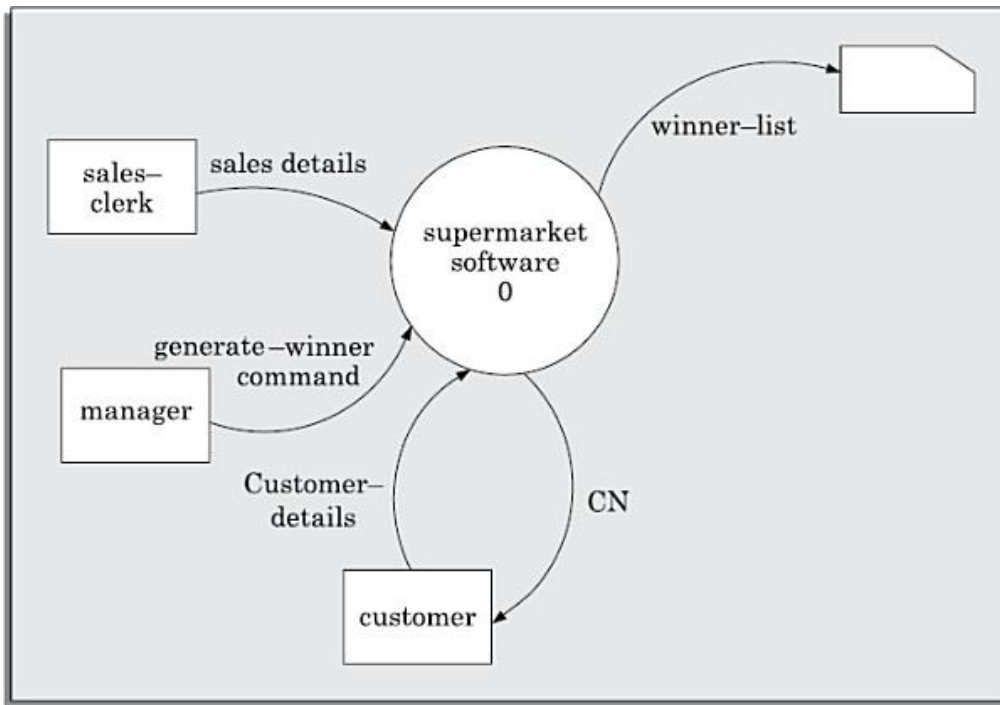 winner–list
sales–
clerk
sales details
supermarket
software
0
generate–winner
command
manager
Customer–
details
CN
customer